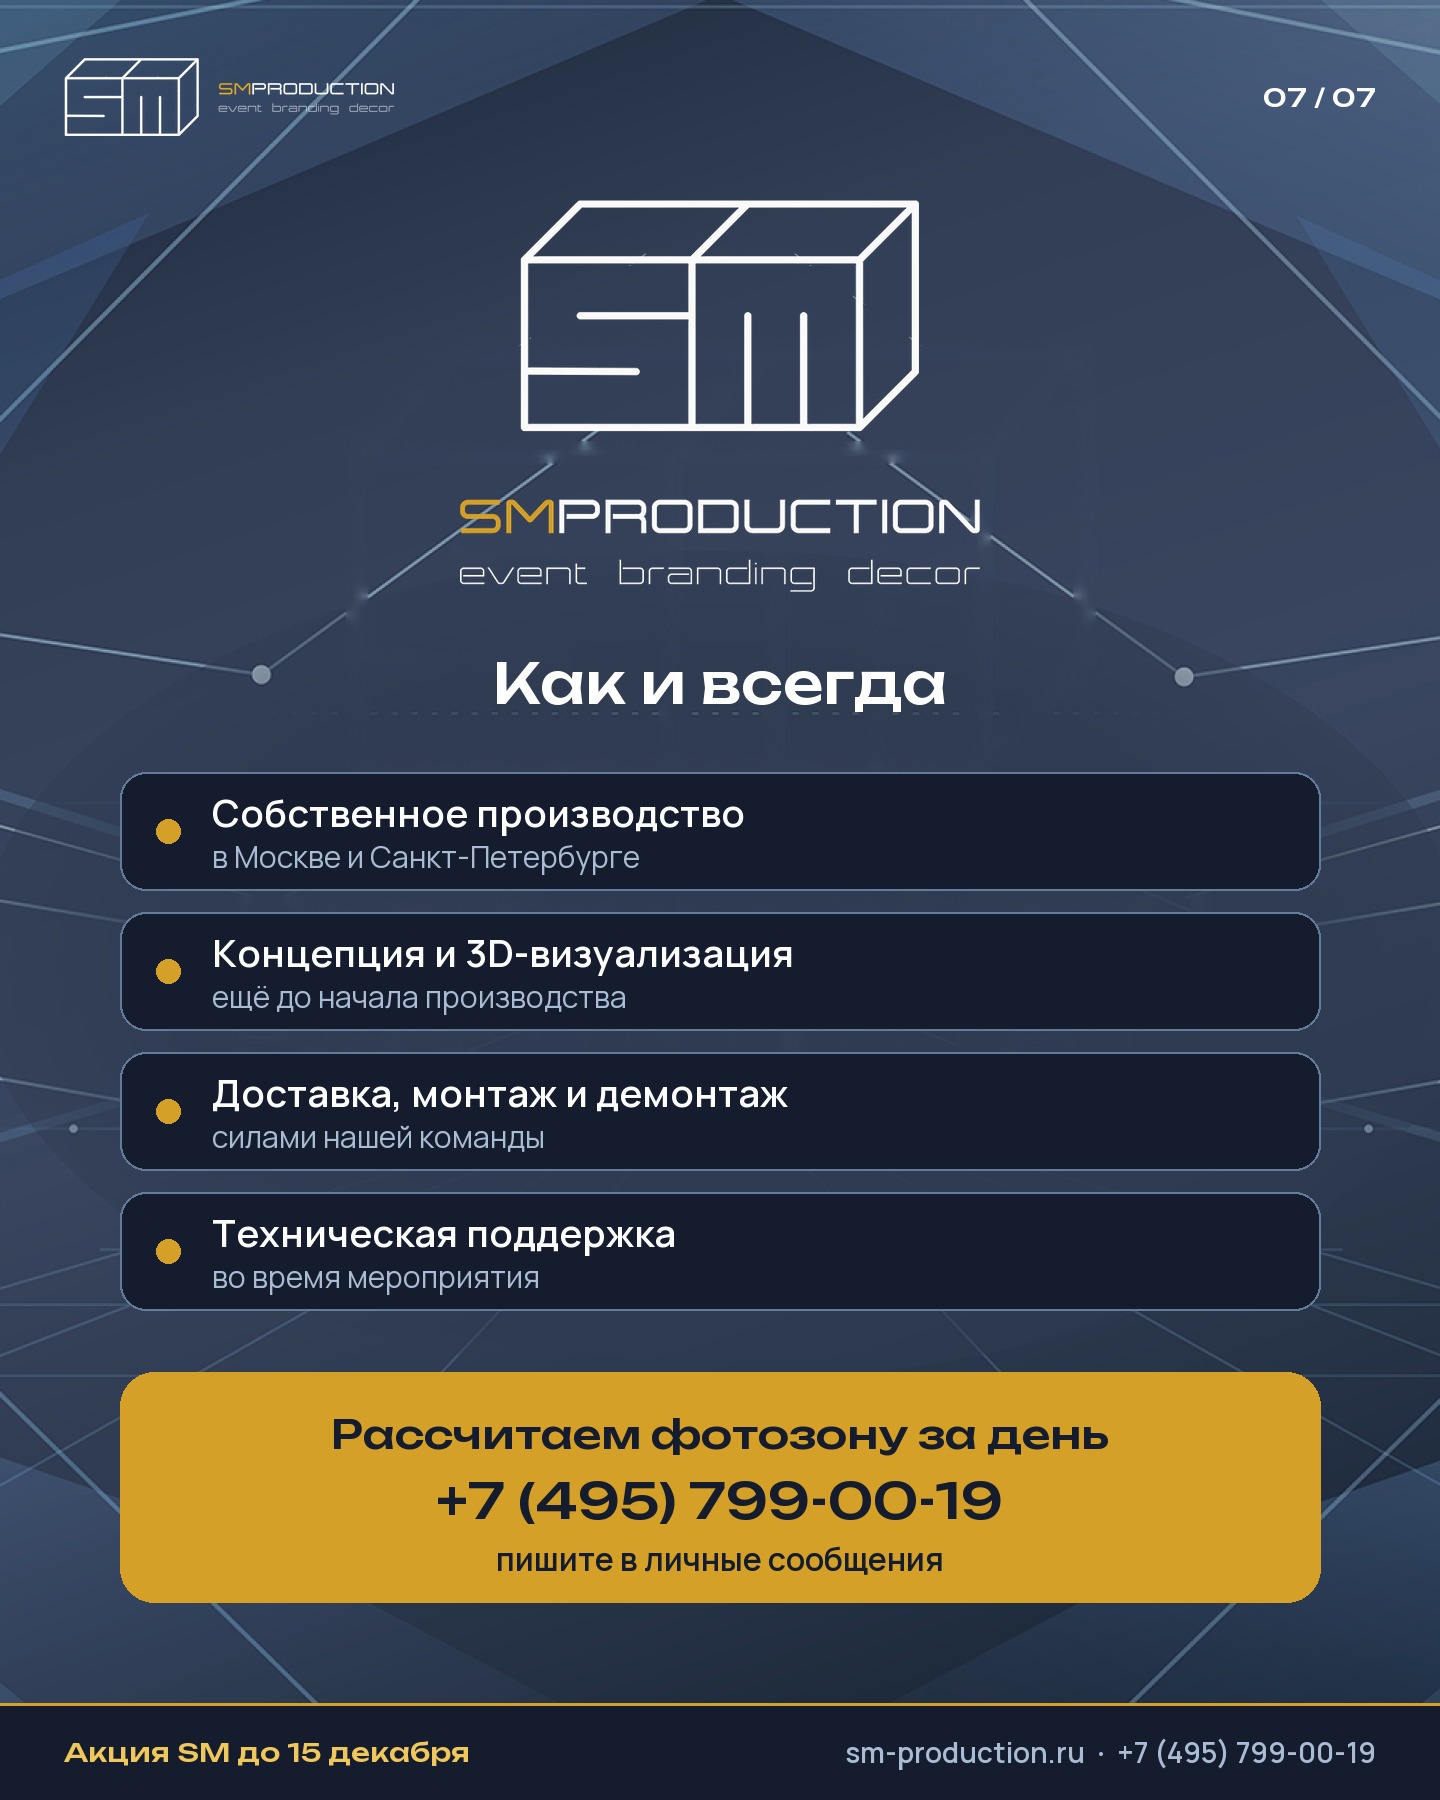 SM
SMPRODUCTION
event branding decor
07 / 07
SM
SMPRODUCTION
event branding decor
Как и всегда
Собственное производство
в Москве и Санкт-Петербурге
Концепция и 3D-визуализация
ещё до начала производства
Доставка, монтаж и демонтаж
силами нашей команды
Техническая поддержка
во время мероприятия
Рассчитаем фотозону за день
+7 (495) 799-00-19
пишите в личные сообщения
Акция SM до 15 декабря
sm-production.ru · +7 (495) 799-00-19